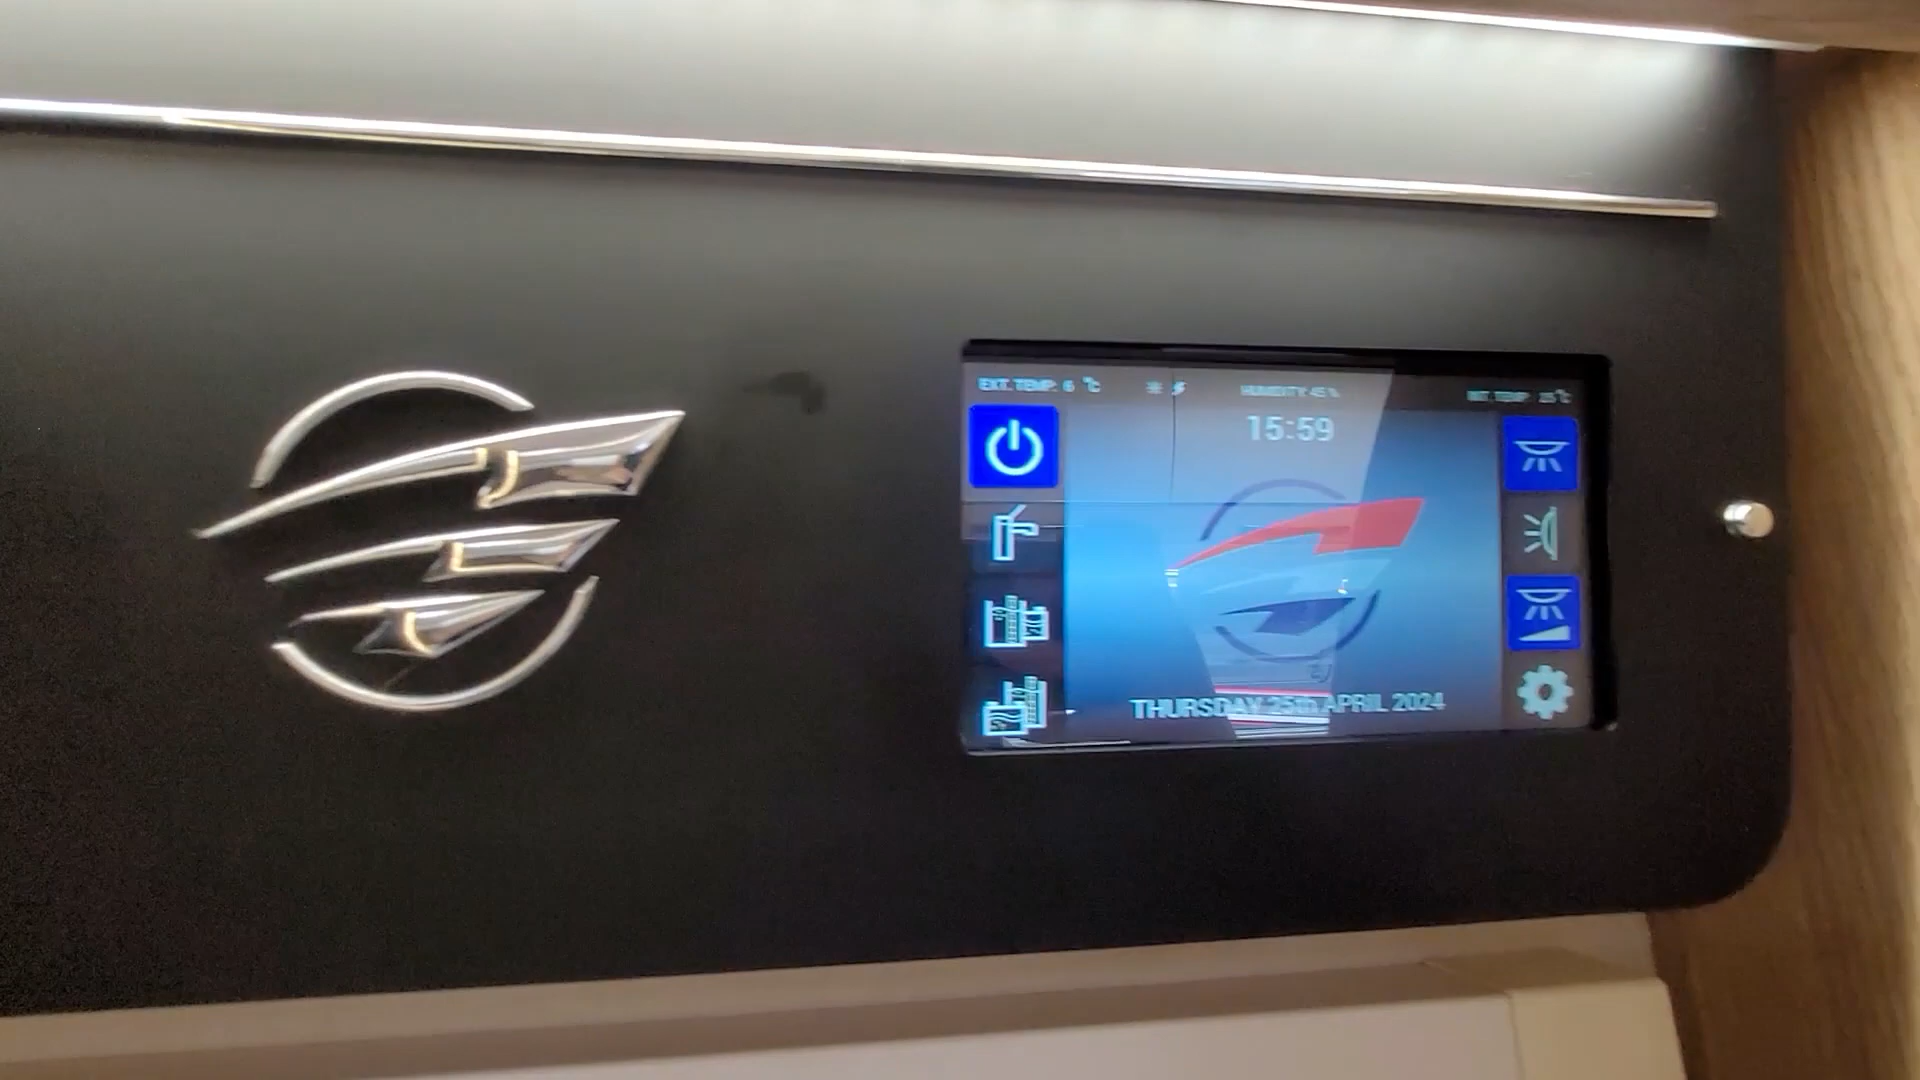 EXT. TEMP: 6 °C
HUMIDITY: 45 %
INT. TEMP: 25 °C
15:59
THURSDAY 25th APRIL 2024